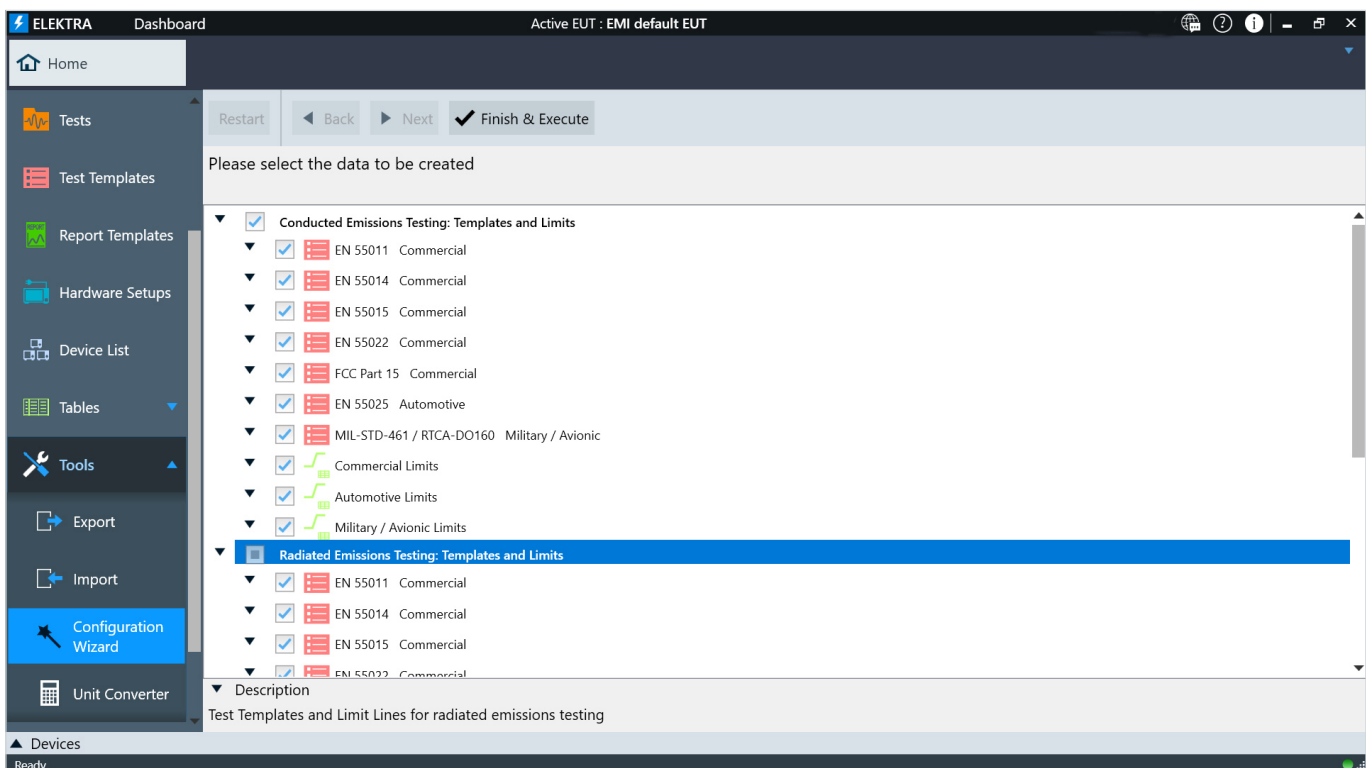 ELEKTRA Dashboard Active EUT : EMI default EUT
Home
Tests
Test Templates
REPORT
Report Templates
Hardware Setups
Device List
Tables
Tools
Export
Import
Configuration
Wizard
Unit Converter
Restart Back Next Finish & Execute
Please select the data to be created
Conducted Emissions Testing: Templates and Limits
EN 55011 Commercial
EN 55014 Commercial
EN 55015 Commercial
EN 55022 Commercial
FCC Part 15 Commercial
EN 55025 Automotive
MIL-STD-461 / RTCA-DO160 Military / Avionic
Commercial Limits
Automotive Limits
Military / Avionic Limits
Radiated Emissions Testing: Templates and Limits
EN 55011 Commercial
EN 55014 Commercial
EN 55015 Commercial
EN 55022 Commercial
Description
Test Templates and Limit Lines for radiated emissions testing
Devices
Ready